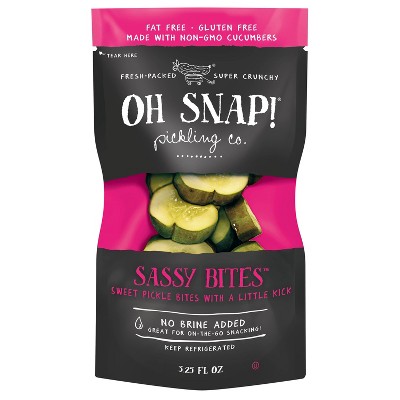 FAT FREE · GLUTEN FREE
MADE WITH NON-GMO CUCUMBERS
TEAR HERE
FRESH-PACKED SUPER CRUNCHY
OH SNAP!®
pickling co.
SASSY BITES™
SWEET PICKLE BITES WITH A LITTLE KICK
NO BRINE ADDED
GREAT FOR ON-THE-GO SNACKING!
KEEP REFRIGERATED
3.25 FL OZ